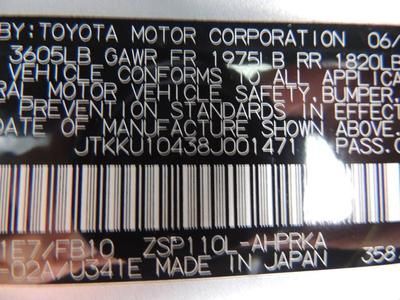 BY: TOYOTA MOTOR CORPORATION 06/
3605LB GAWR FR 1975LB RR 1820LB
VEHICLE CONFORMS TO ALL APPLICA
RAL MOTOR VEHICLE SAFETY, BUMPER,
PREVENTION STANDARDS IN EFFECT
DATE OF MANUFACTURE SHOWN ABOVE.
JTKKU10438J001471 PASS.C
1E7/FB10 ZSP110L-AHPRKA
-02A/U341E MADE IN JAPAN 358